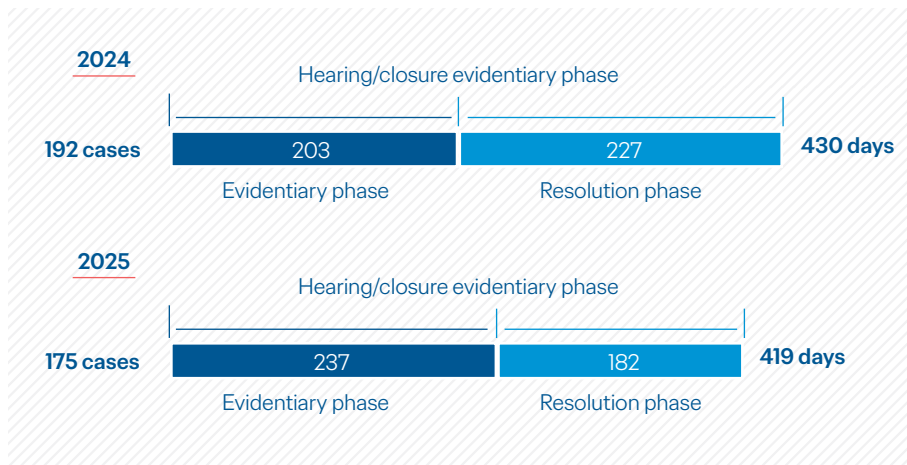 2024
Hearing/closure evidentiary phase
192 cases
203
227
430 days
Evidentiary phase
Resolution phase
2025
Hearing/closure evidentiary phase
175 cases
237
182
419 days
Evidentiary phase
Resolution phase